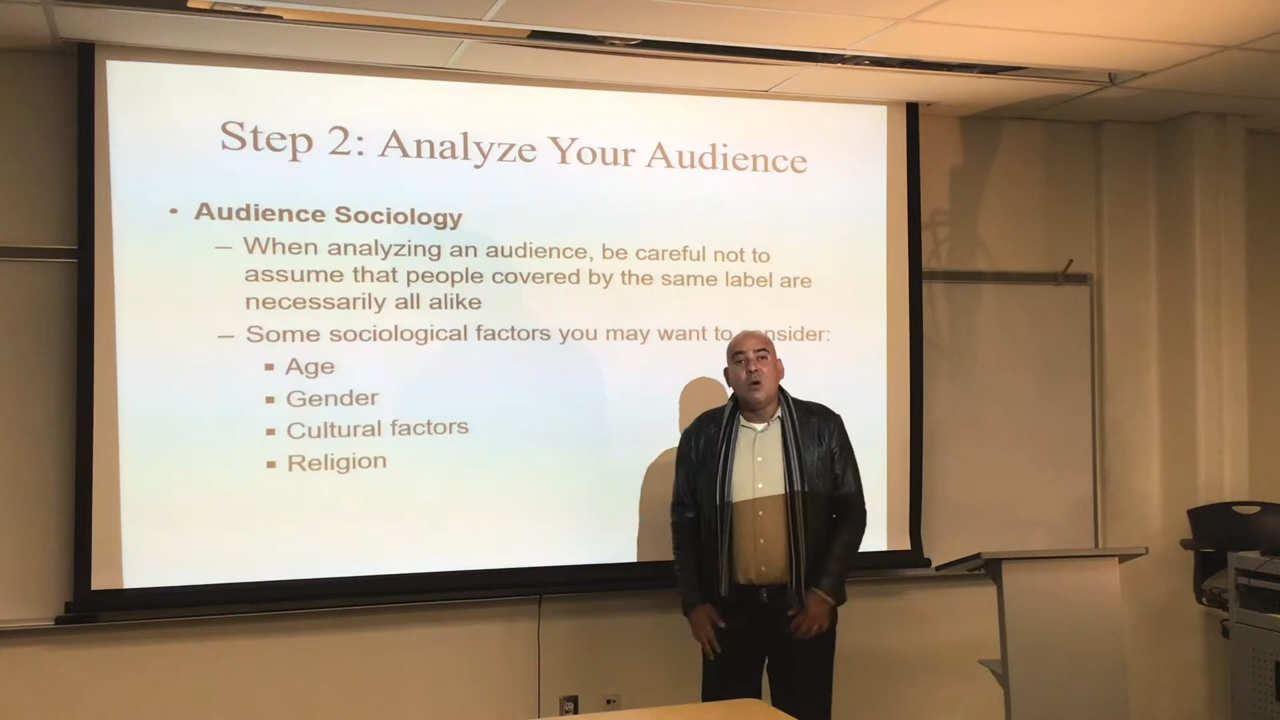 Step 2: Analyze Your Audience
• Audience Sociology
– When analyzing an audience, be careful not to
assume that people covered by the same label are
necessarily all alike
– Some sociological factors you may want to nsider:
▪ Age
▪ Gender
▪ Cultural factors
▪ Religion